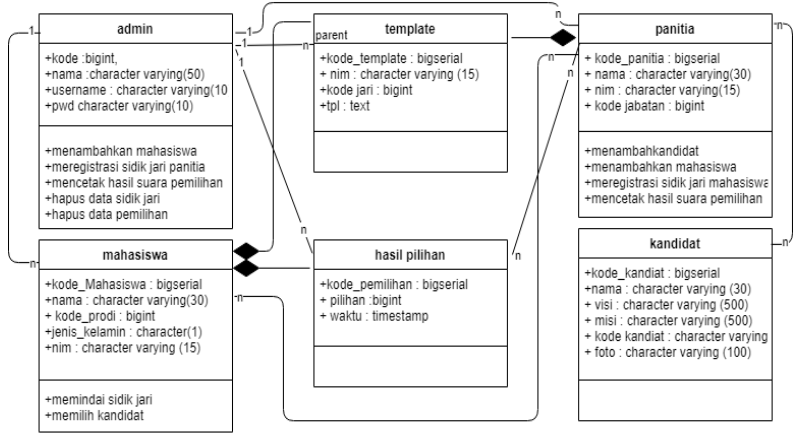 admin
+kode :bigint,
+nama :character varying(50)
+username : character varying(10
+pwd character varying(10)
+menambahkan mahasiswa
+meregistrasi sidik jari panitia
+mencetak hasil suara pemilihan
+hapus data sidik jari
+hapus data pemilihan
1
1
1
1
n
n
n
parent
template
+kode_template : bigserial
+ nim : character varying (15)
+kode jari : bigint
+tpl : text
n
n
n
panitia
+ kode_panitia : bigserial
+ nama : character varying(30)
+ nim : character varying(15)
+ kode jabatan : bigint
+menambahkandidat
+menambahkan mahasiswa
+meregistrasi sidik jari mahasiswa
+mencetak hasil suara pemilihan
n
mahasiswa
+kode_Mahasiswa : bigserial
+nama : character varying(30)
+ kode_prodi : bigint
+jenis_kelamin : character(1)
+nim : character varying (15)
+memindai sidik jari
+memilih kandidat
n
n
hasil pilihan
+kode_pemilihan : bigserial
+ pilihan :bigint
+ waktu : timestamp
n
kandidat
+kode_kandiat : bigserial
+nama : character varying (30)
+ visi : character varying (500)
+ misi : character varying (500)
+ kode kandiat : character varying
+ foto : character varying (100)
n